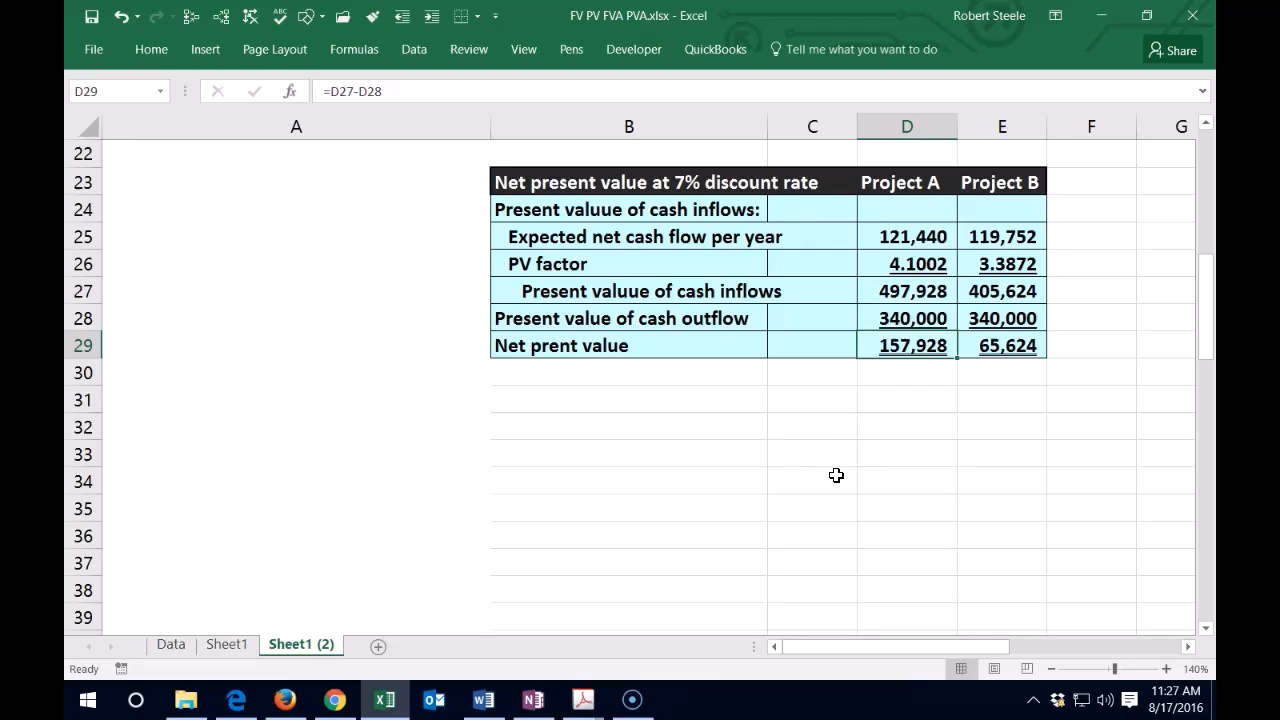 FV PV FVA PVA.xlsx - Excel
Robert Steele
File Home Insert Page Layout Formulas Data Review View Pens Developer QuickBooks Tell me what you want to do Share
D29 fx =D27-D28
A B C D E F G
22
23 Net present value at 7% discount rate Project A Project B
24 Present valuue of cash inflows:
25 Expected net cash flow per year 121,440 119,752
26 PV factor 4.1002 3.3872
27 Present valuue of cash inflows 497,928 405,624
28 Present value of cash outflow 340,000 340,000
29 Net prent value 157,928 65,624
30
31
32
33
34
35
36
37
38
39
Data Sheet1 Sheet1 (2)
Ready 140%
11:27 AM
8/17/2016